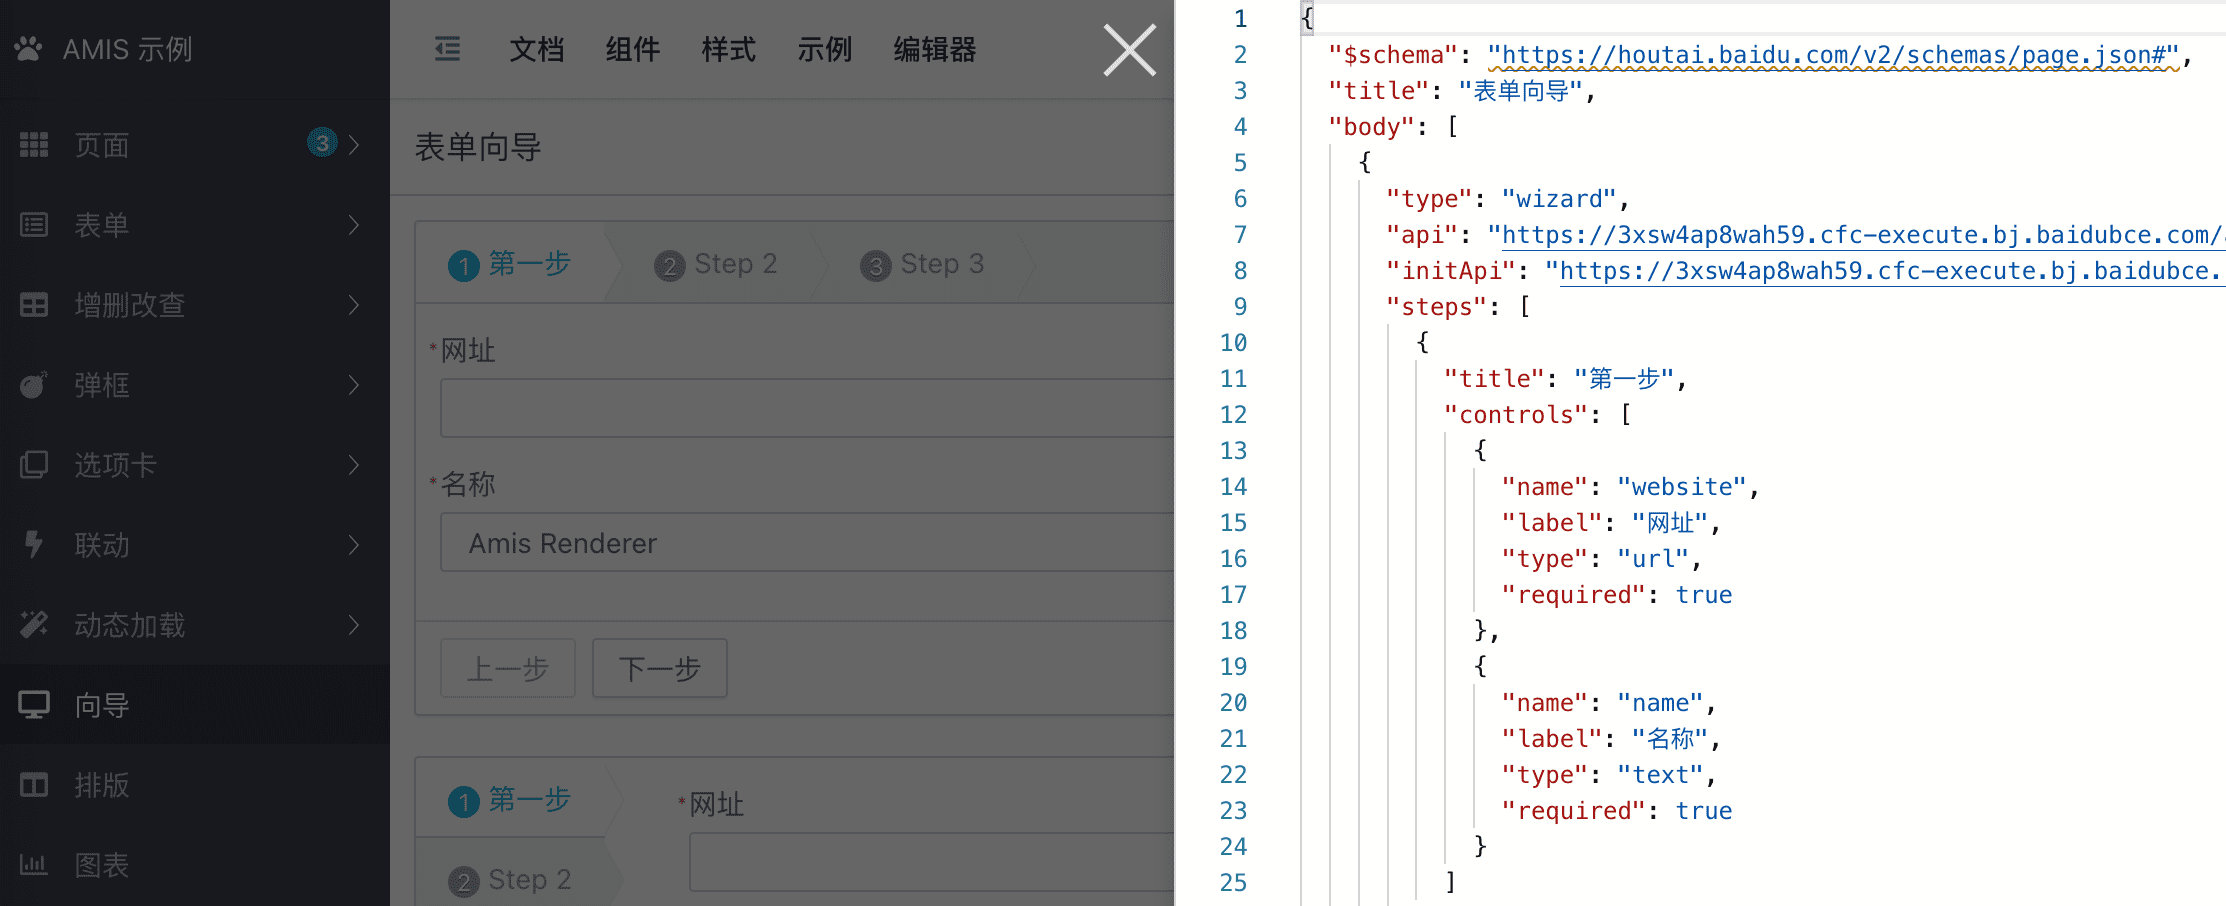 AMIS 示例
页面 3
表单
增删改查
弹框
选项卡
联动
动态加载
向导
排版
图表
文档 组件 样式 示例 编辑器
表单向导
1 第一步 2 Step 2 3 Step 3
*网址
*名称
Amis Renderer
上一步 下一步
1 第一步
2 Step 2
*网址
1 {
2 "$schema": "https://houtai.baidu.com/v2/schemas/page.json#",
3 "title": "表单向导",
4 "body": [
5 {
6 "type": "wizard",
7 "api": "https://3xsw4ap8wah59.cfc-execute.bj.baidubce.com/
8 "initApi": "https://3xsw4ap8wah59.cfc-execute.bj.baidubce.
9 "steps": [
10 {
11 "title": "第一步",
12 "controls": [
13 {
14 "name": "website",
15 "label": "网址",
16 "type": "url",
17 "required": true
18 },
19 {
20 "name": "name",
21 "label": "名称",
22 "type": "text",
23 "required": true
24 }
25 ]